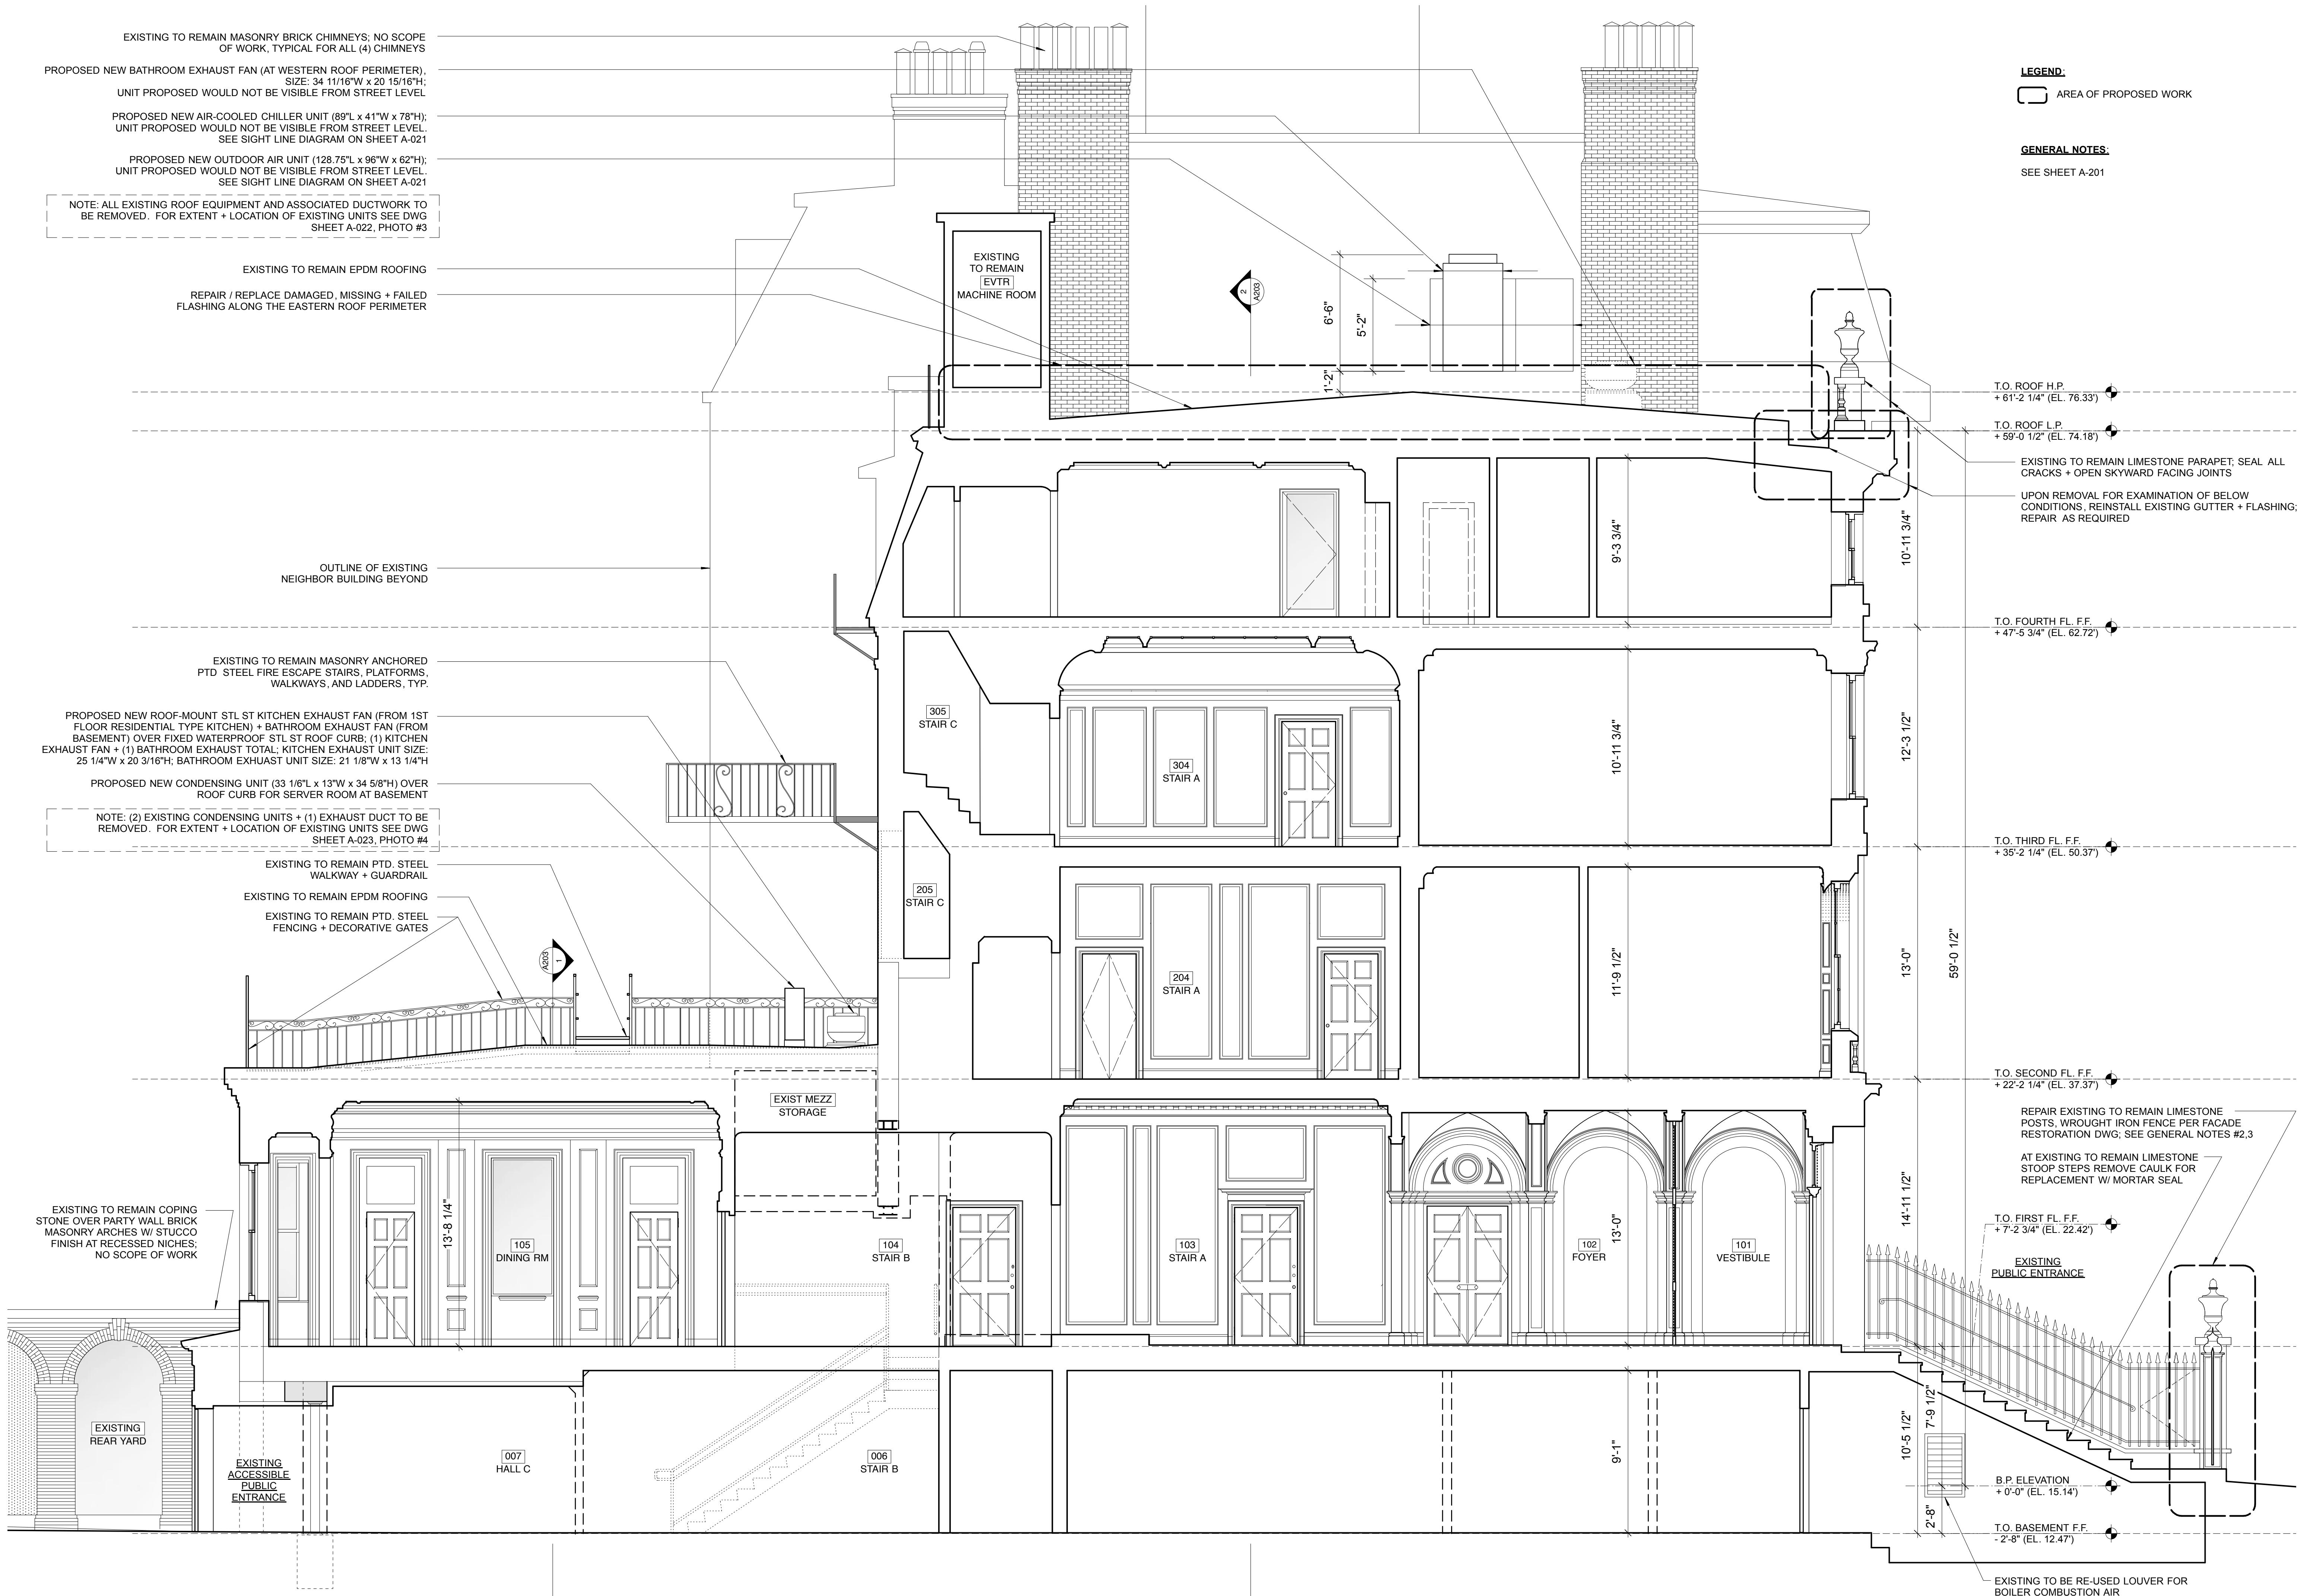 EXISTING TO REMAIN MASONRY BRICK CHIMNEYS; NO SCOPE
OF WORK, TYPICAL FOR ALL (4) CHIMNEYS
PROPOSED NEW BATHROOM EXHAUST FAN (AT WESTERN ROOF PERIMETER),
SIZE: 34 11/16"W x 20 15/16"H;
UNIT PROPOSED WOULD NOT BE VISIBLE FROM STREET LEVEL
PROPOSED NEW AIR-COOLED CHILLER UNIT (89"L x 41"W x 78"H);
UNIT PROPOSED WOULD NOT BE VISIBLE FROM STREET LEVEL.
SEE SIGHT LINE DIAGRAM ON SHEET A-021
PROPOSED NEW OUTDOOR AIR UNIT (128.75"L x 96"W x 62"H);
UNIT PROPOSED WOULD NOT BE VISIBLE FROM STREET LEVEL.
SEE SIGHT LINE DIAGRAM ON SHEET A-021
NOTE: ALL EXISTING ROOF EQUIPMENT AND ASSOCIATED DUCTWORK TO
BE REMOVED. FOR EXTENT + LOCATION OF EXISTING UNITS SEE DWG
SHEET A-022, PHOTO #3
EXISTING TO REMAIN EPDM ROOFING
REPAIR / REPLACE DAMAGED, MISSING + FAILED
FLASHING ALONG THE EASTERN ROOF PERIMETER
OUTLINE OF EXISTING
NEIGHBOR BUILDING BEYOND
EXISTING TO REMAIN MASONRY ANCHORED
PTD STEEL FIRE ESCAPE STAIRS, PLATFORMS,
WALKWAYS, AND LADDERS, TYP.
PROPOSED NEW ROOF-MOUNT STL ST KITCHEN EXHAUST FAN (FROM 1ST
FLOOR RESIDENTIAL TYPE KITCHEN) + BATHROOM EXHAUST FAN (FROM
BASEMENT) OVER FIXED WATERPROOF STL ST ROOF CURB; (1) KITCHEN
EXHAUST FAN + (1) BATHROOM EXHAUST TOTAL; KITCHEN EXHAUST UNIT SIZE:
25 1/4"W x 20 3/16"H; BATHROOM EXHUAST UNIT SIZE: 21 1/8"W x 13 1/4"H
PROPOSED NEW CONDENSING UNIT (33 1/6"L x 13"W x 34 5/8"H) OVER
ROOF CURB FOR SERVER ROOM AT BASEMENT
NOTE: (2) EXISTING CONDENSING UNITS + (1) EXHAUST DUCT TO BE
REMOVED. FOR EXTENT + LOCATION OF EXISTING UNITS SEE DWG
SHEET A-023, PHOTO #4
EXISTING TO REMAIN PTD. STEEL
WALKWAY + GUARDRAIL
EXISTING TO REMAIN EPDM ROOFING
EXISTING TO REMAIN PTD. STEEL
FENCING + DECORATIVE GATES
EXISTING TO REMAIN COPING
STONE OVER PARTY WALL BRICK
MASONRY ARCHES W/ STUCCO
FINISH AT RECESSED NICHES;
NO SCOPE OF WORK
EXISTING
TO REMAIN
EVTR
MACHINE ROOM
2
A203
6'-6"
5'-2"
1'-2"
9'-3 3/4"
10'-11 3/4"
305
STAIR C
304
STAIR A
10'-11 3/4"
12'-3 1/2"
205
STAIR C
204
STAIR A
11'-9 1/2"
13'-0"
59'-0 1/2"
A203
1
EXIST MEZZ
STORAGE
13'-8 1/4"
105
DINING RM
104
STAIR B
103
STAIR A
13'-0"
102
FOYER
101
VESTIBULE
14'-11 1/2"
EXISTING
REAR YARD
EXISTING
ACCESSIBLE
PUBLIC
ENTRANCE
007
HALL C
006
STAIR B
9'-1"
10'-5 1/2"
7'-9 1/2"
2'-8"
LEGEND:
AREA OF PROPOSED WORK
GENERAL NOTES:
SEE SHEET A-201
T.O. ROOF H.P.
+ 61'-2 1/4" (EL. 76.33')
T.O. ROOF L.P.
+ 59'-0 1/2" (EL. 74.18')
EXISTING TO REMAIN LIMESTONE PARAPET; SEAL ALL
CRACKS + OPEN SKYWARD FACING JOINTS
UPON REMOVAL FOR EXAMINATION OF BELOW
CONDITIONS, REINSTALL EXISTING GUTTER + FLASHING;
REPAIR AS REQUIRED
T.O. FOURTH FL. F.F.
+ 47'-5 3/4" (EL. 62.72')
T.O. THIRD FL. F.F.
+ 35'-2 1/4" (EL. 50.37')
T.O. SECOND FL. F.F.
+ 22'-2 1/4" (EL. 37.37')
REPAIR EXISTING TO REMAIN LIMESTONE
POSTS, WROUGHT IRON FENCE PER FACADE
RESTORATION DWG; SEE GENERAL NOTES #2,3
AT EXISTING TO REMAIN LIMESTONE
STOOP STEPS REMOVE CAULK FOR
REPLACEMENT W/ MORTAR SEAL
T.O. FIRST FL. F.F.
+ 7'-2 3/4" (EL. 22.42')
EXISTING
PUBLIC ENTRANCE
B.P. ELEVATION
+ 0'-0" (EL. 15.14')
T.O. BASEMENT F.F.
- 2'-8" (EL. 12.47')
EXISTING TO BE RE-USED LOUVER FOR
BOILER COMBUSTION AIR